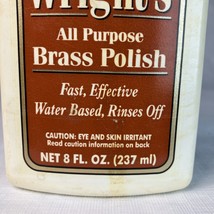 Wright's
All Purpose
Brass Polish
Fast, Effective
Water Based, Rinses Off
CAUTION: EYE AND SKIN IRRITANT
Read caution information on back
NET 8 FL. OZ. (237 ml)